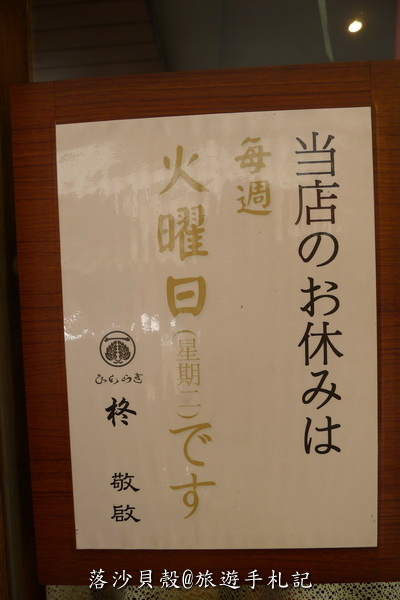 当店のお休みは
毎週
火曜日(星期二)です
ひいらぎ
柊
敬啟
落沙貝殼@旅遊手札記